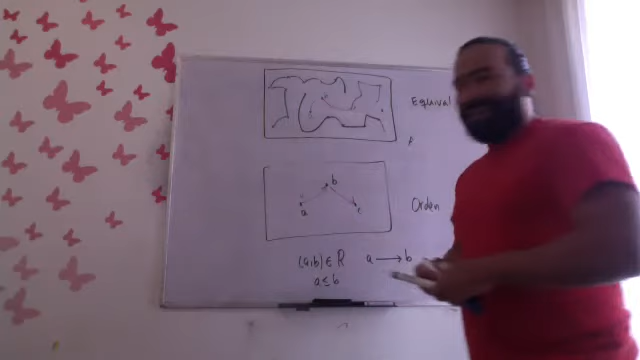 Equival
b
a
c
Orden
(a,b) ∈ R a → b
a ≤ b